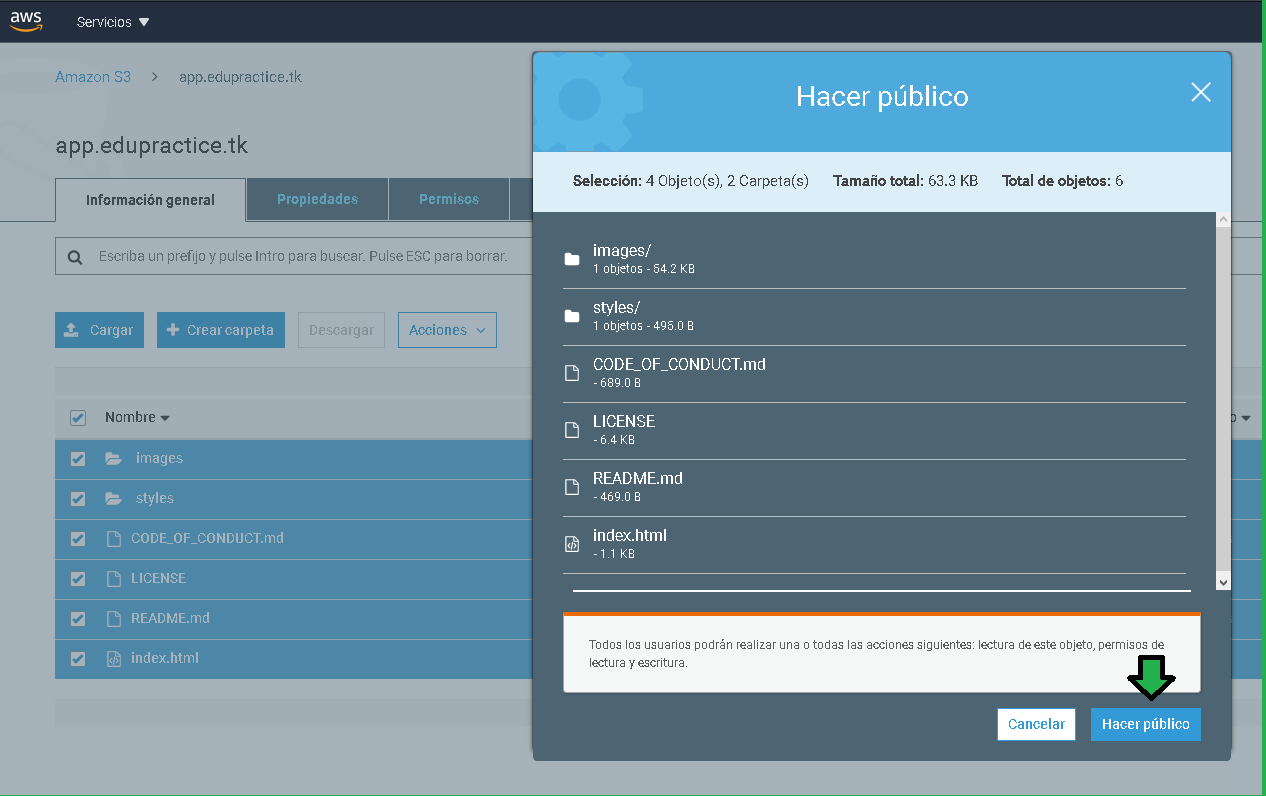 aws
Servicios
Amazon S3 > app.edupractice.tk
app.edupractice.tk
Información general
Propiedades
Permisos
Escriba un prefijo y pulse Intro para buscar. Pulse ESC para borrar.
Cargar
Crear carpeta
Descargar
Acciones
Nombre
images
styles
CODE_OF_CONDUCT.md
LICENSE
README.md
index.html
Hacer público
Selección: 4 Objeto(s), 2 Carpeta(s) Tamaño total: 63.3 KB Total de objetos: 6
images/
1 objetos - 54.2 KB
styles/
1 objetos - 495.0 B
CODE_OF_CONDUCT.md
- 689.0 B
LICENSE
- 6.4 KB
README.md
- 469.0 B
index.html
- 1.1 KB
Todos los usuarios podrán realizar una o todas las acciones siguientes: lectura de este objeto, permisos de
lectura y escritura.
Cancelar
Hacer público